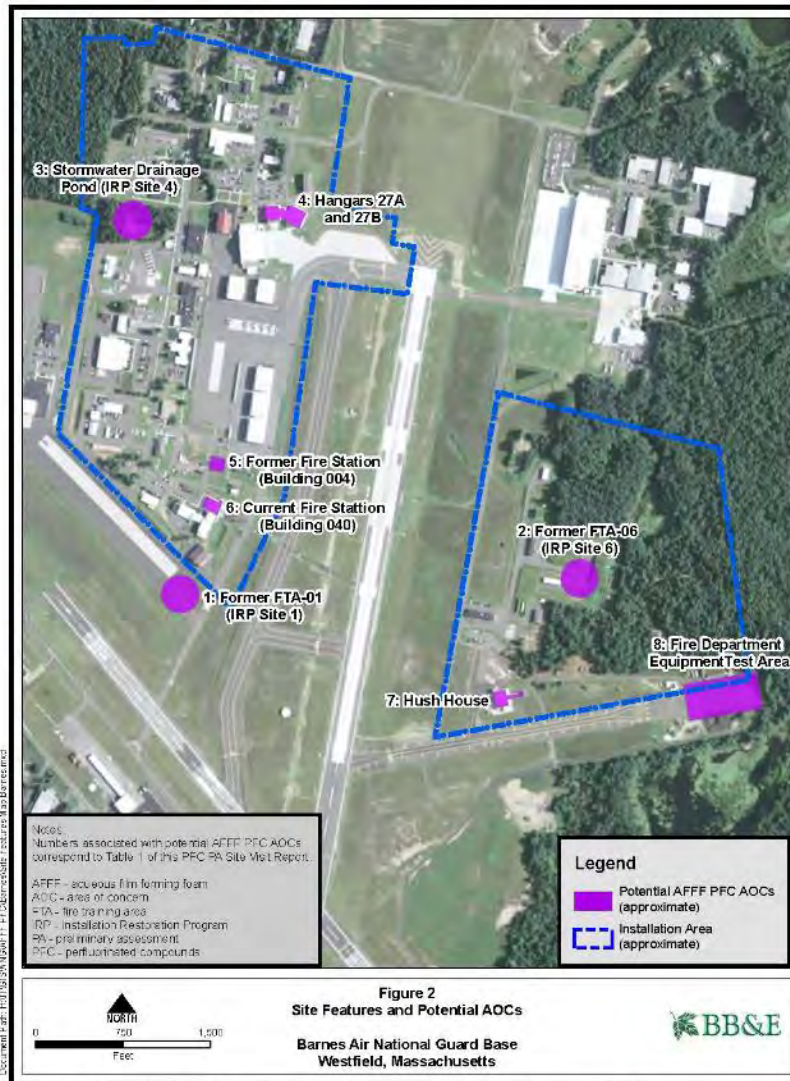 3: Stormwater Drainage
Pond (IRP Site 4)
4: Hangars 27A
and 27B
5: Former Fire Station
(Building 004)
6: Current Fire Stattion
(Building 040)
1: Former FTA-01
(IRP Site 1)
2: Former FTA-06
(IRP Site 6)
8: Fire Department
EquipmentTest Area
7: Hush House
Notes:
Numbers associated with potential AFFF PFC AOCs
correspond to Table 1 of this PFC PA Site Visit Report.
AFFF - aqueous film forming foam
AOC - area of concern
FTA - fire training area
IRP - Installation Restoration Program
PA - preliminary assessment
PFC - perfluorinated compounds
Legend
Potential AFFF PFC AOCs
(approximate)
Installation Area
(approximate)
NORTH
0 750 1,500
Feet
Figure 2
Site Features and Potential AOCs
Barnes Air National Guard Base
Westfield, Massachusetts
BB&E
Document Path: